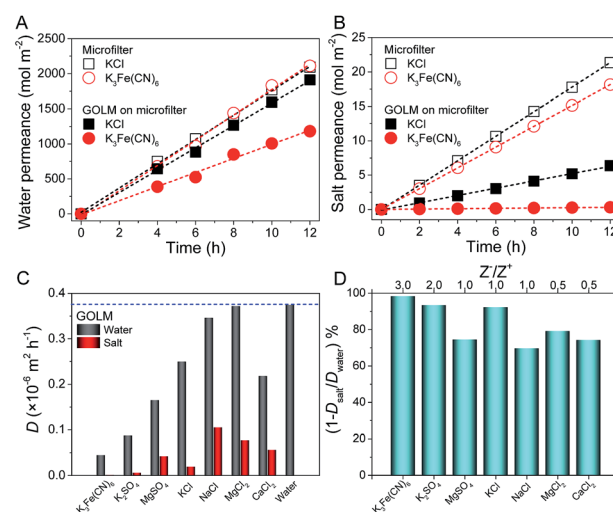 A
Water permeance (mol m⁻²)
2500
2000
1500
1000
500
0
Microfilter
KCl
K₃Fe(CN)₆
GOLM on microfilter
KCl
K₃Fe(CN)₆
0 2 4 6 8 10 12
Time (h)
B
Salt permeance (mol m⁻²)
25
20
15
10
5
0
Microfilter
KCl
K₃Fe(CN)₆
GOLM on microfilter
KCl
K₃Fe(CN)₆
0 2 4 6 8 10 12
Time (h)
C
D (×10⁻⁶ m² h⁻¹)
0.4
0.3
0.2
0.1
0.0
GOLM
Water
Salt
K₃Fe(CN)₆
K₂SO₄
MgSO₄
KCl
NaCl
MgCl₂
CaCl₂
Water
D
Z⁻/Z⁺
3,0 2,0 1,0 1,0 1,0 0,5 0,5
(1-D_salt/D_water) %
100
80
60
40
20
0
K₃Fe(CN)₆
K₂SO₄
MgSO₄
KCl
NaCl
MgCl₂
CaCl₂